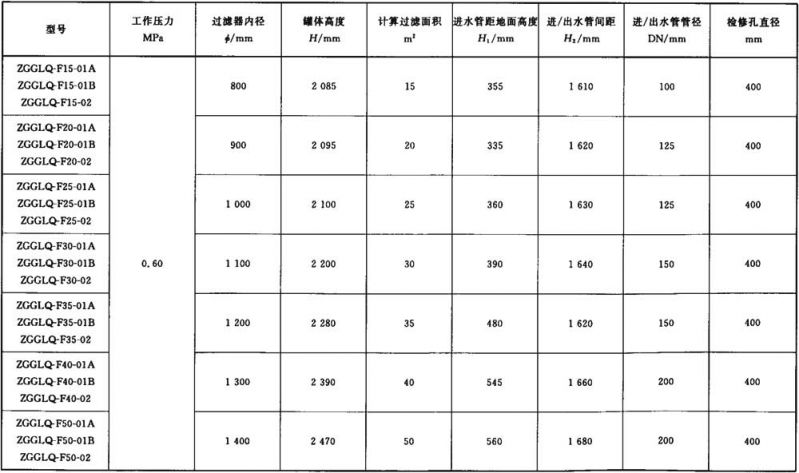 型号 工作压力 MPa 过滤器内径 ϕ/mm 罐体高度 H/mm 计算过滤面积 m² 进水管距地面高度 H₁/mm 进/出水管间距 H₂/mm 进/出水管管径 DN/mm 检修孔直径 mm
ZGGLQ-F15-01A
ZGGLQ-F15-01B 800 2 085 15 355 1 610 100 400
ZGGLQ-F15-02
ZGGLQ-F20-01A
ZGGLQ-F20-01B 900 2 095 20 335 1 620 125 400
ZGGLQ-F20-02
ZGGLQ-F25-01A
ZGGLQ-F25-01B 1 000 2 100 25 360 1 630 125 400
ZGGLQ-F25-02
ZGGLQ-F30-01A
ZGGLQ-F30-01B 0.60 1 100 2 200 30 390 1 640 150 400
ZGGLQ-F30-02
ZGGLQ-F35-01A
ZGGLQ-F35-01B 1 200 2 280 35 480 1 620 150 400
ZGGLQ-F35-02
ZGGLQ-F40-01A
ZGGLQ-F40-01B 1 300 2 390 40 545 1 660 200 400
ZGGLQ-F40-02
ZGGLQ-F50-01A
ZGGLQ-F50-01B 1 400 2 470 50 560 1 680 200 400
ZGGLQ-F50-02